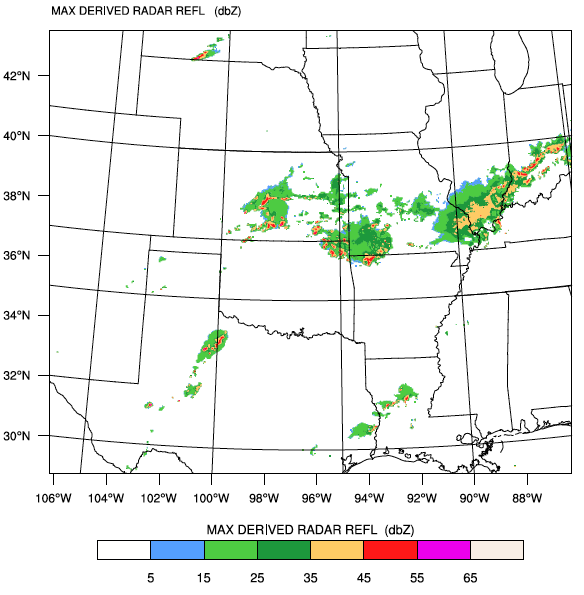 MAX DERIVED RADAR REFL (dbZ)
42°N
40°N
38°N
36°N
34°N
32°N
30°N
106°W 104°W 102°W 100°W 98°W 96°W 94°W 92°W 90°W 88°W
MAX DERIVED RADAR REFL (dbZ)
5 15 25 35 45 55 65